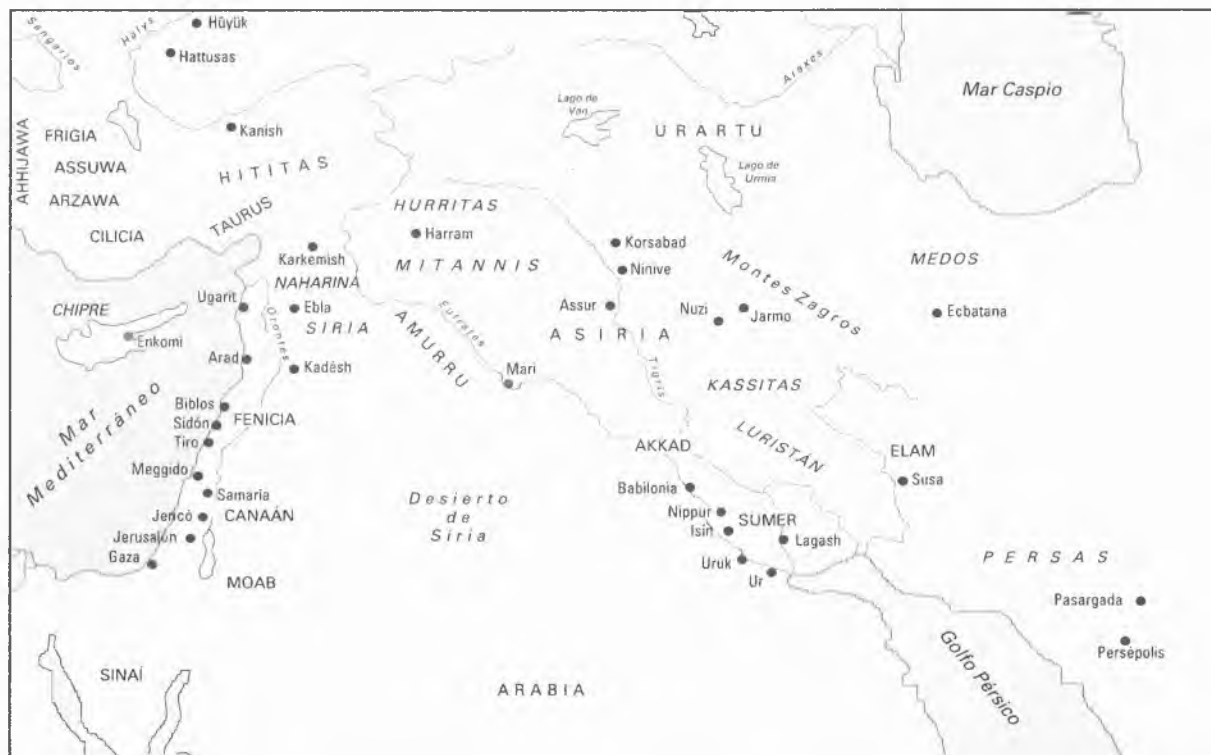 Sangarios
Halys
Hüyük
Hattusas
Kanish
Araxes
Mar Caspio
Lago de
Van
URARTU
Lago de
Urmia
AHHIJAWA
FRIGIA
ASSUWA
ARZAWA
CILICIA
HITITAS
TAURUS
HURRITAS
Harram
MITANNIS
Karkemish
NAHARINA
Korsabad
Ninive
Assur
Nuzi
Jarmo
Montes Zagros
MEDOS
Ecbatana
CHIPRE
Enkomi
Ugarit
Ebla
Orontes
SIRIA
Arad
Kadésh
AMURRU
Eufrates
Mari
ASIRIA
Tigris
KASSITAS
LURISTÁN
Mar
Mediterráneo
Biblos
Sidón
FENICIA
Tiro
Meggido
Samaria
Jericó
CANAÁN
Jerusalún
Gaza
MOAB
Desierto
de
Siria
AKKAD
Babilonia
Nippur
SUMER
Isín
Lagash
Uruk
Ur
ELAM
Susa
PERSAS
Pasargada
Persépolis
Golfo Pérsico
SINAÍ
ARABIA